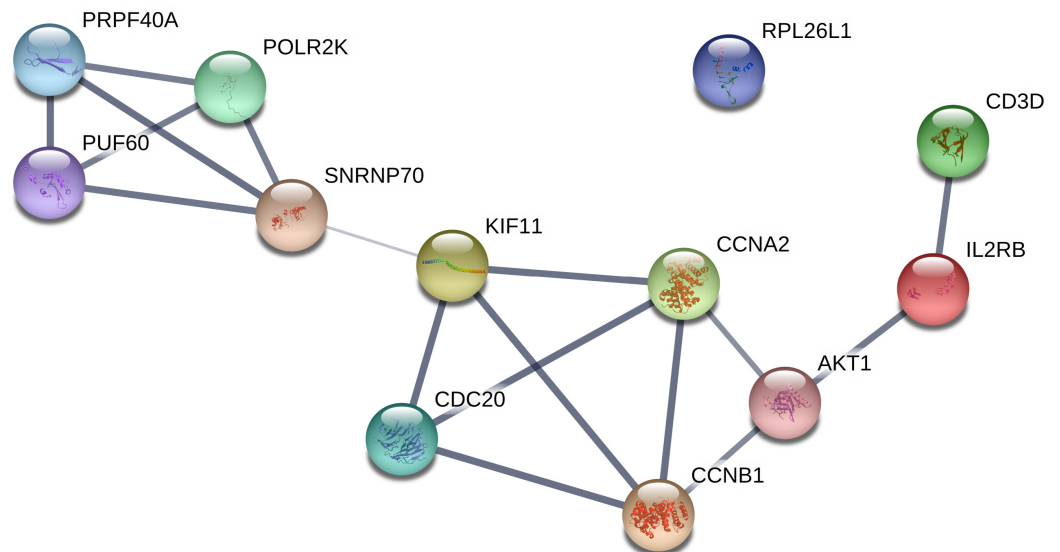 PRPF40A
RPL26L1
POLR2K
CD3D
PUF60
SNRNP70
KIF11
CCNA2
IL2RB
AKT1
CDC20
CCNB1